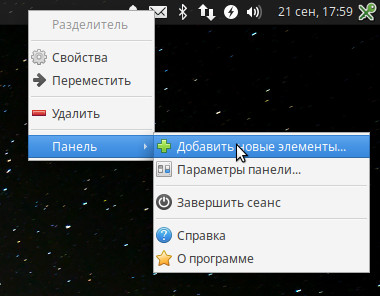 Разделитель
21 сен, 17:59
Свойства
Переместить
Удалить
Панель
Добавить новые элементы...
Параметры панели...
Завершить сеанс
Справка
О программе